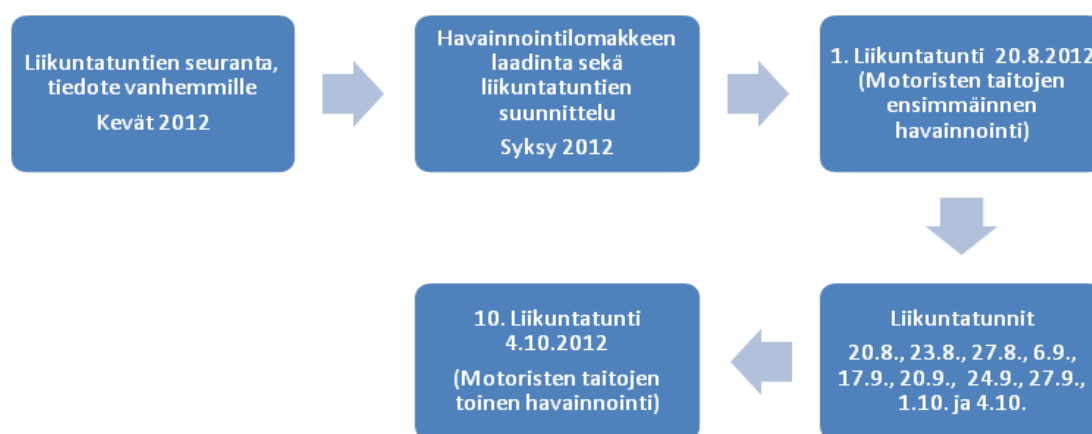 Liikuntatuntien seuranta,
tiedote vanhemmille
Kevät 2012
Havainnointilomakkeen
laadinta sekä
liikuntatuntien
suunnittelu
Syksy 2012
1. Liikuntatunti 20.8.2012
(Motoristen taitojen
ensimmäinnen
havainnointi)
Liikuntatunnit
20.8., 23.8., 27.8., 6.9.,
17.9., 20.9., 24.9., 27.9.,
1.10. ja 4.10.
10. Liikuntatunti
4.10.2012
(Motoristen taitojen
toinen havainnointi)